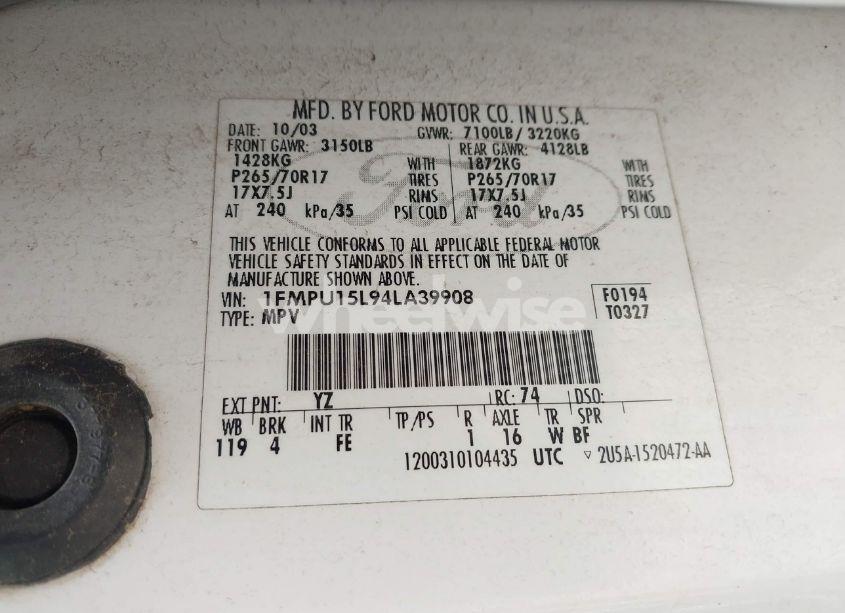 MFD. BY FORD MOTOR CO. IN U.S.A.
DATE: 10/03 GVWR: 7100LB / 3220KG
FRONT GAWR: 3150LB REAR GAWR: 4128LB
1428KG WITH 1872KG WITH
P265/70R17 TIRES P265/70R17 TIRES
17X7.5J RIMS 17X7.5J RIMS
AT 240 kPa/35 PSI COLD AT 240 kPa/35 PSI COLD
Ford
THIS VEHICLE CONFORMS TO ALL APPLICABLE FEDERAL MOTOR
VEHICLE SAFETY STANDARDS IN EFFECT ON THE DATE OF
MANUFACTURE SHOWN ABOVE.
VIN: 1FMPU15L94LA39908 F0194
TYPE: MPV T0327
wheelwise
EXT PNT: YZ RC: 74 DSO:
WB BRK INT TR TP/PS R AXLE TR SPR
119 4 FE 1 16 W BF
1200310104435 UTC 2U5A-1520472-AA